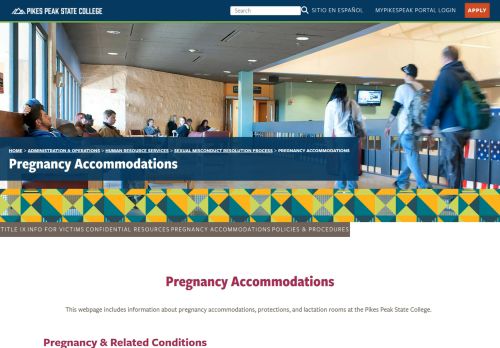 PIKES PEAK STATE COLLEGE
Search
SITIO EN ESPAÑOL
MYPIKESPEAK PORTAL LOGIN
APPLY
HOME > ADMINISTRATION & OPERATIONS > HUMAN RESOURCE SERVICES > SEXUAL MISCONDUCT RESOLUTION PROCESS > PREGNANCY ACCOMMODATIONS
Pregnancy Accommodations
TITLE IX INFO FOR VICTIMS CONFIDENTIAL RESOURCES PREGNANCY ACCOMMODATIONS POLICIES & PROCEDURES
Pregnancy Accommodations
This webpage includes information about pregnancy accommodations, protections, and lactation rooms at the Pikes Peak State College.
Pregnancy & Related Conditions